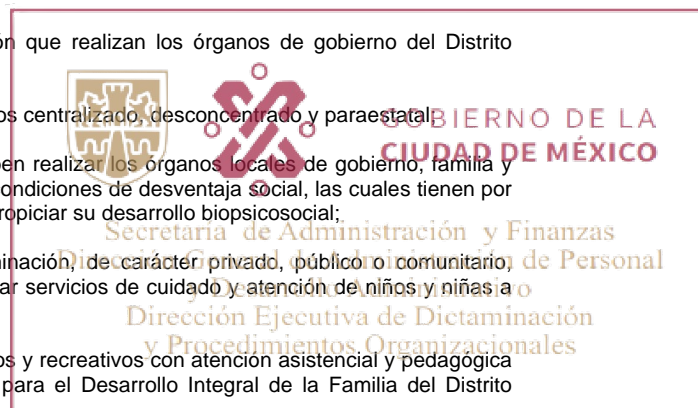 ón que realizan los órganos de gobierno del Distrito
os centralizado, desconcentrado y paraestatal;
GOBIERNO DE LA
CIUDAD DE MÉXICO
ben realizar los órganos locales de gobierno, familia y
condiciones de desventaja social, las cuales tienen por
ropiciar su desarrollo biopsicosocial;
Secretaría de Administración y Finanzas
minación, de carácter privado, público o comunitario,
Dirección General de Administración de Personal
ar servicios de cuidado y atención de niños y niñas a
y Desarrollo Administrativo
Dirección Ejecutiva de Dictaminación
y Procedimientos Organizacionales
os y recreativos con atención asistencial y pedagógica
para el Desarrollo Integral de la Familia del Distrito